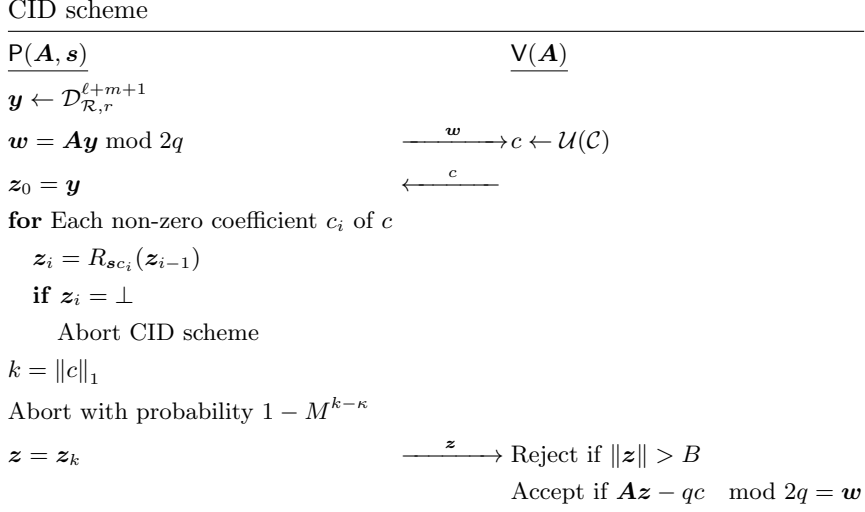 CID scheme
P(A, s) V(A)
y ← D_{R,r}^{ℓ+m+1}
w = Ay mod 2q —w→ c ← U(C)
z_0 = y ←c—
for Each non-zero coefficient c_i of c
z_i = R_{sc_i}(z_{i−1})
if z_i = ⊥
Abort CID scheme
k = ‖c‖_1
Abort with probability 1 − M^{k−κ}
z = z_k —z→ Reject if ‖z‖ > B
Accept if Az − qc mod 2q = w